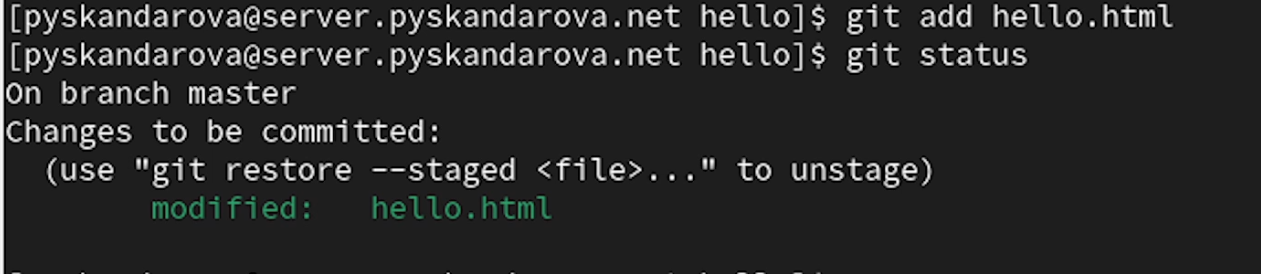 [pyskandarova@server.pyskandarova.net hello]$ git add hello.html
[pyskandarova@server.pyskandarova.net hello]$ git status
On branch master
Changes to be committed:
  (use "git restore --staged <file>..." to unstage)
        modified:   hello.html